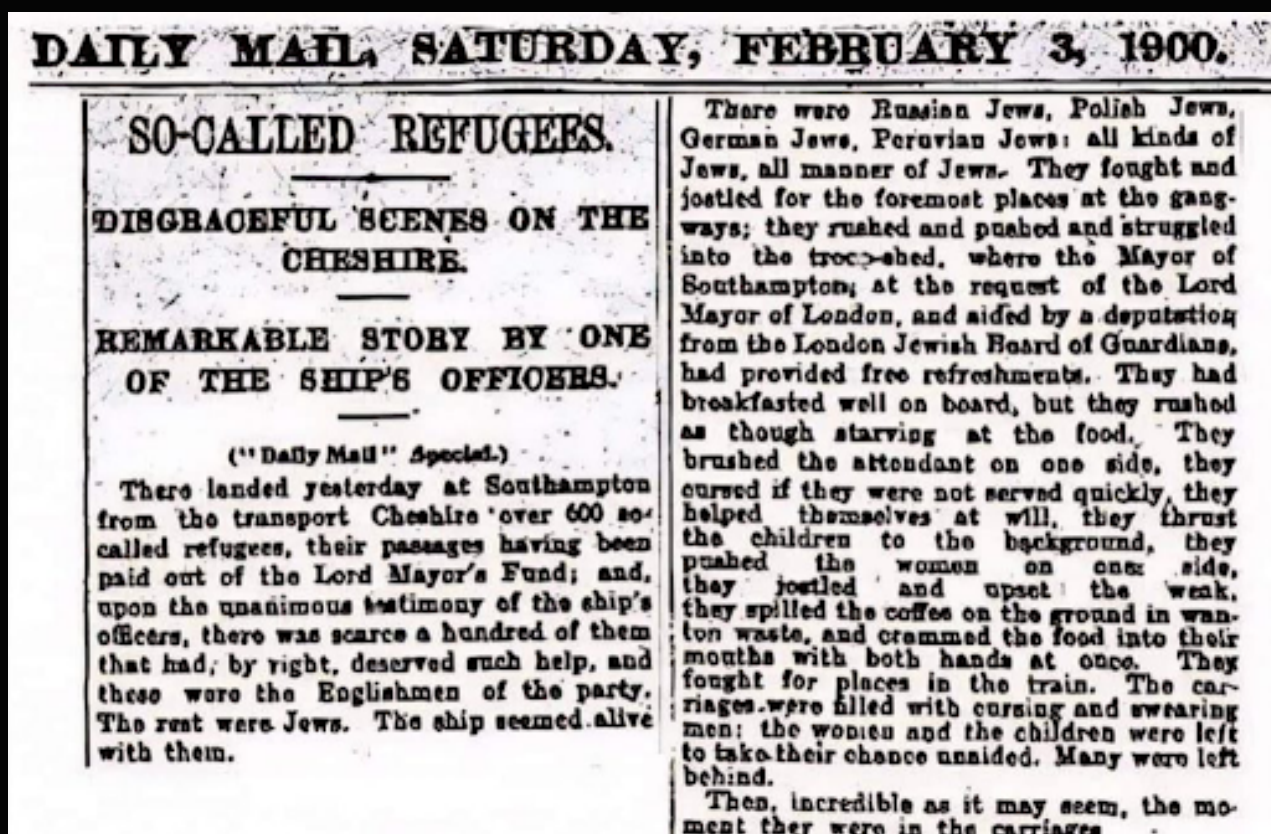 DAILY MAIL, SATURDAY, FEBRUARY 3, 1900.
SO-CALLED REFUGEES.
DISGRACEFUL SCENES ON THE
CHESHIRE.
REMARKABLE STORY BY ONE
OF THE SHIP'S OFFICERS.
("Daily Mail" Special.)
There landed yesterday at Southampton
from the transport Cheshire over 600 so-
called refugees, their passages having been
paid out of the Lord Mayor's Fund; and,
upon the unanimous testimony of the ship's
officers, there was scarce a hundred of them
that had, by right, deserved such help, and
these were the Englishmen of the party.
The rest were Jews. The ship seemed alive
with them.
There were Russian Jews, Polish Jews,
German Jews, Peruvian Jews; all kinds of
Jews, all manner of Jews. They fought and
jostled for the foremost places at the gang-
ways; they rushed and pushed and struggled
into the troop-shed, where the Mayor of
Southampton, at the request of the Lord
Mayor of London, and aided by a deputation
from the London Jewish Board of Guardians,
had provided free refreshments. They had
breakfasted well on board, but they rushed
as though starving at the food. They
brushed the attendant on one side, they
cursed if they were not served quickly, they
helped themselves at will, they thrust
the children to the background, they
pushed the women on one side,
they jostled and upset the weak,
they spilled the coffee on the ground in wan-
ton waste, and crammed the food into their
mouths with both hands at once. They
fought for places in the train. The car-
riages were filled with cursing and swearing
men; the women and the children were left
to take their chance unaided. Many were left
behind.
Then, incredible as it may seem, the mo-
ment they were in the carriages